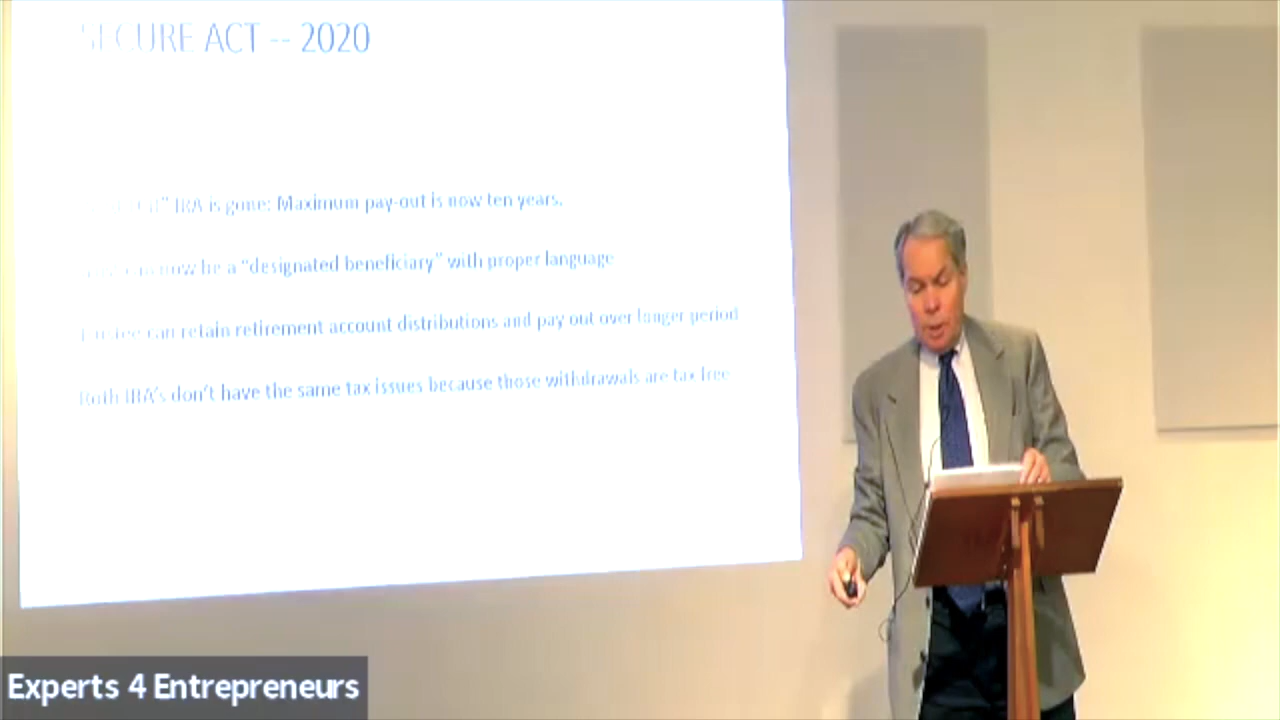 SECURE ACT -- 2020
IRA is gone: Maximum pay-out is now ten years.
now be a “designated beneficiary” with proper language
can retain retirement account distributions and pay out over longer period
Roth IRA's don't have the same tax issues because those withdrawals are tax free
Experts 4 Entrepreneurs